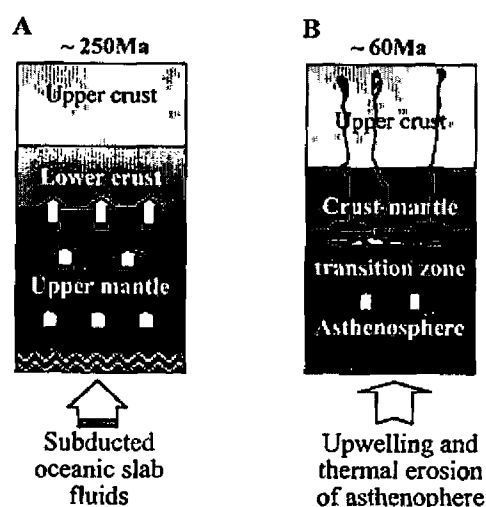 A
~ 250Ma
Upper crust
Lower crust
Upper mantle
Subducted
oceanic slab
fluids
B
~ 60Ma
Upper crust
Crust-mantle
transition zone
Asthenosphere
Upwelling and
thermal erosion
of asthenophere